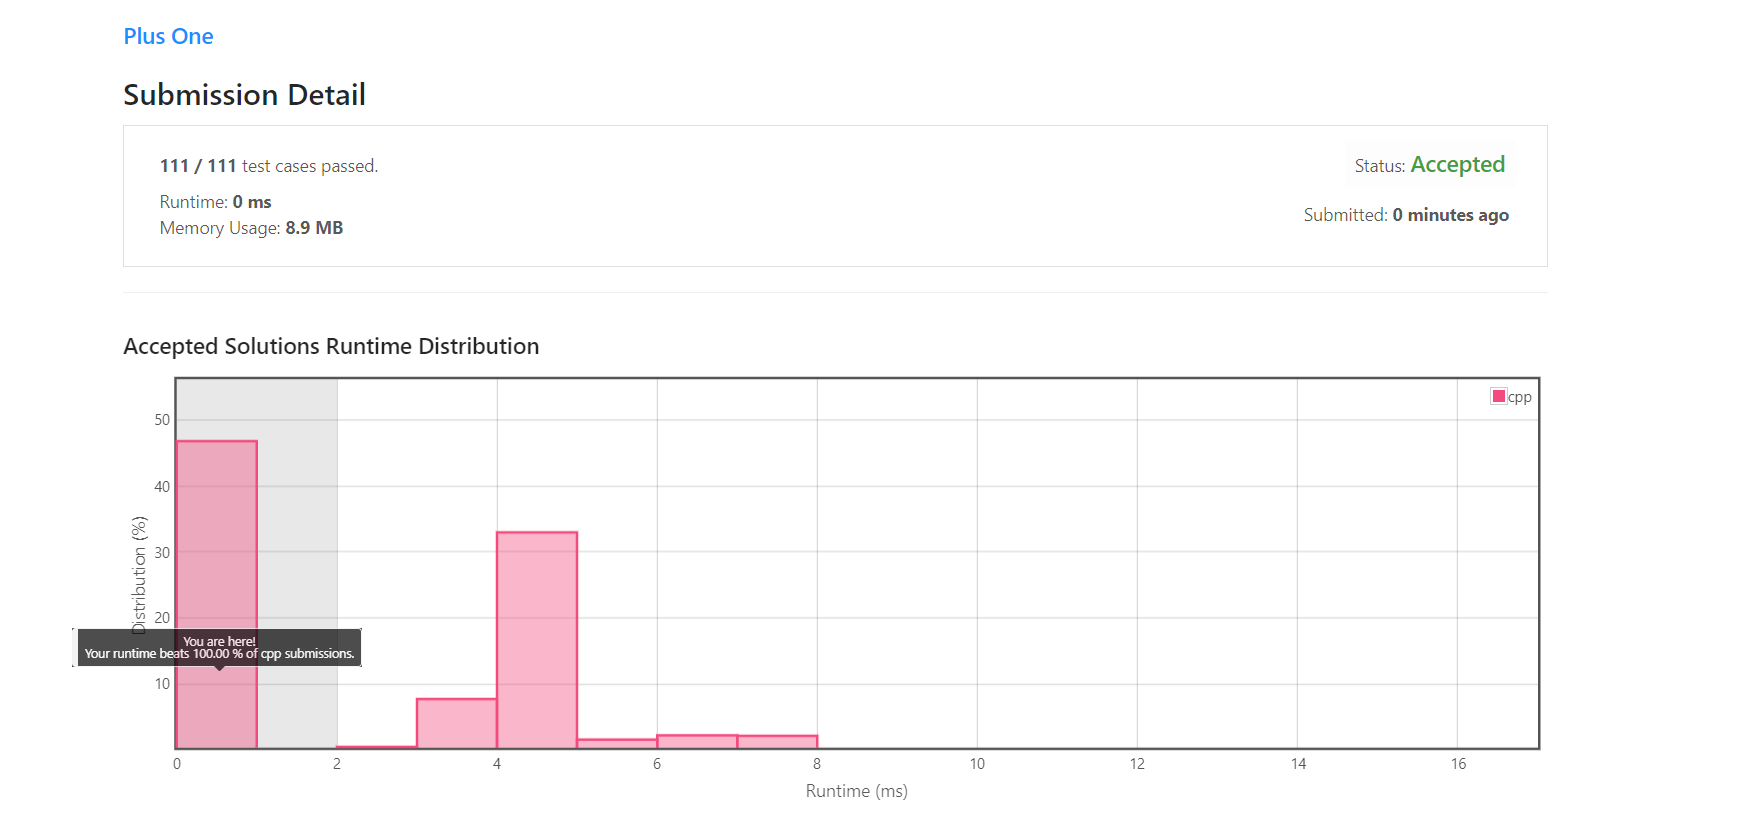 Plus One
Submission Detail
111 / 111 test cases passed.
Status: Accepted
Runtime: 0 ms
Submitted: 0 minutes ago
Memory Usage: 8.9 MB
Accepted Solutions Runtime Distribution
cpp
50
40
30
20
10
Distribution (%)
You are here!
Your runtime beats 100.00 % of cpp submissions.
0 2 4 6 8 10 12 14 16
Runtime (ms)